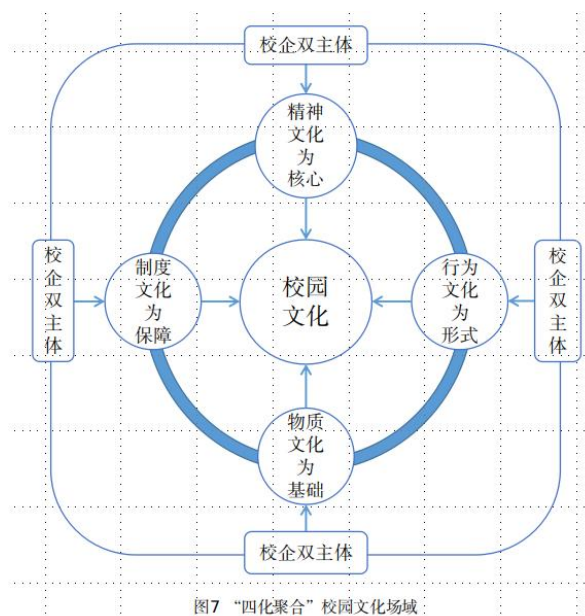 校企双主体
精神
文化
为
核心
校
企
双
主
体
制度
文化
为
保障
校园
文化
行为
文化
为
形式
校
企
双
主
体
物质
文化
为
基础
校企双主体
图7 “四化聚合”校园文化场域